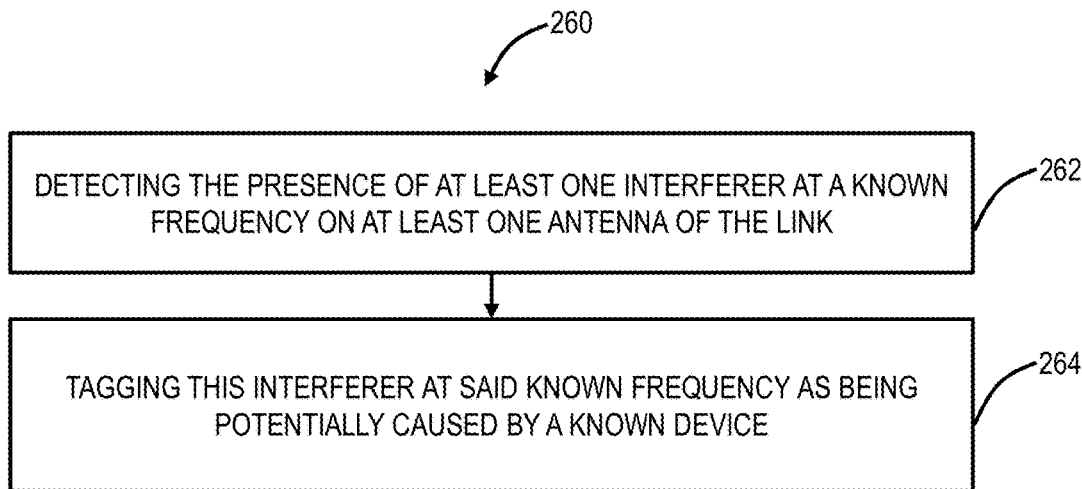 260
DETECTING THE PRESENCE OF AT LEAST ONE INTERFERER AT A KNOWN
FREQUENCY ON AT LEAST ONE ANTENNA OF THE LINK
262
TAGGING THIS INTERFERER AT SAID KNOWN FREQUENCY AS BEING
POTENTIALLY CAUSED BY A KNOWN DEVICE
264